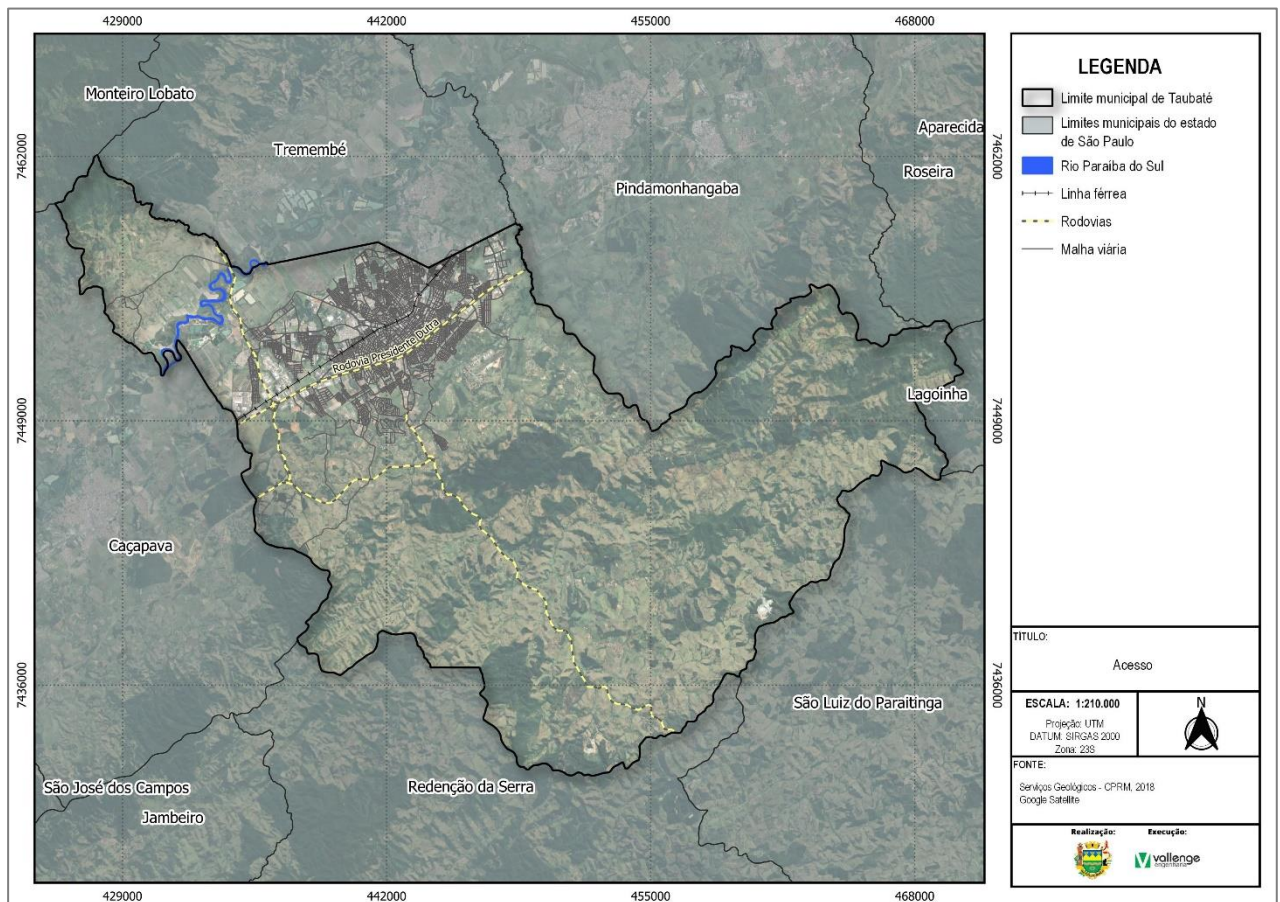 429000
442000
455000
468000
Monteiro Lobato
Aparecida
Tremembé
7462000
7462000
Roseira
Pindamonhangaba
Rodovia Presidente Dutra
Lagoinha
7449000
7449000
Caçapava
7436000
7436000
São Luiz do Paraitinga
São José dos Campos
Redenção da Serra
Jambeiro
429000
442000
455000
468000
LEGENDA
Limite municipal de Taubaté
Limites municipais do estado
de São Paulo
Rio Paraíba do Sul
Linha férrea
Rodovias
Malha viária
TÍTULO:
Acesso
ESCALA: 1:210.000
Projeção: UTM
DATUM: SIRGAS 2000
Zona: 23S
N
FONTE:
Serviços Geológicos - CPRM, 2018
Google Satellite
Realização:
Execução:
vallenge
engenharia